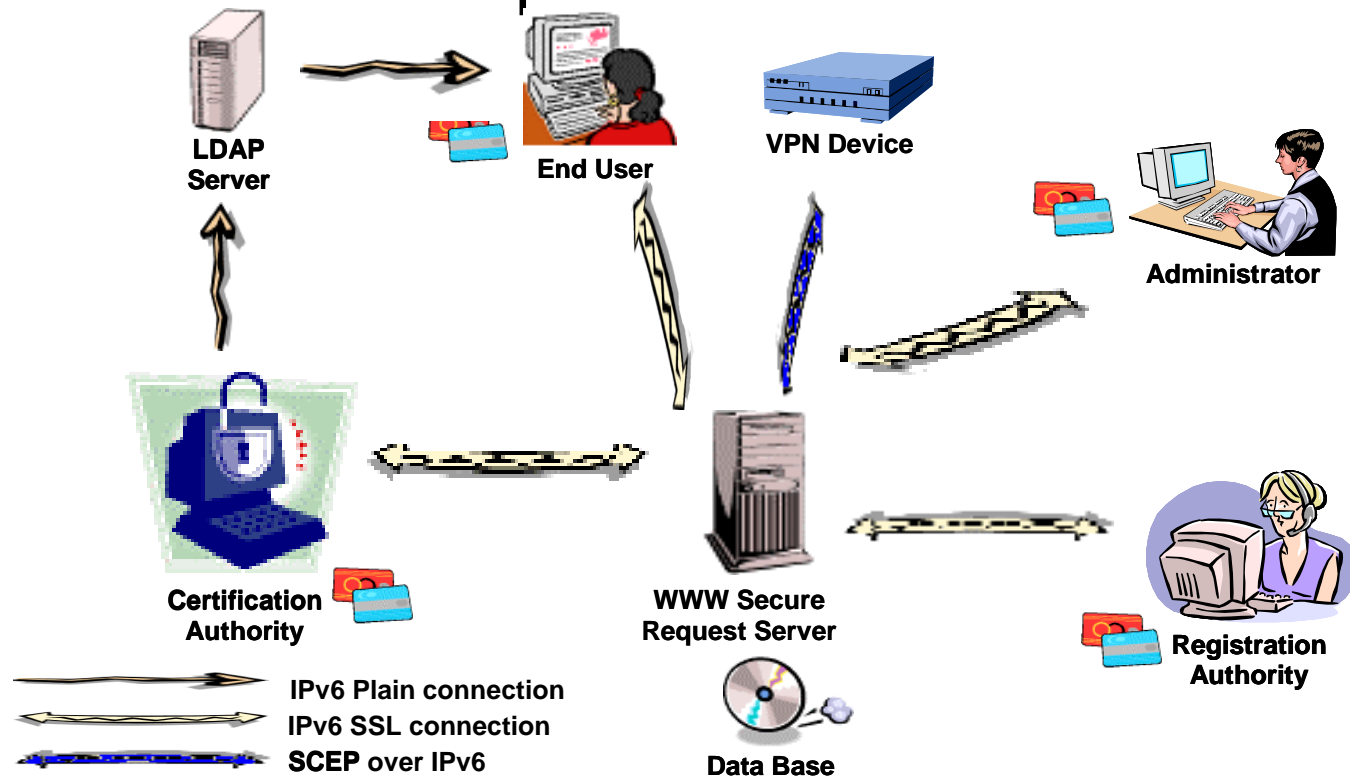 LDAP
Server
End User
VPN Device
Administrator
Certification
Authority
WWW Secure
Request Server
Registration
Authority
IPv6 Plain connection
IPv6 SSL connection
SCEP over IPv6
Data Base